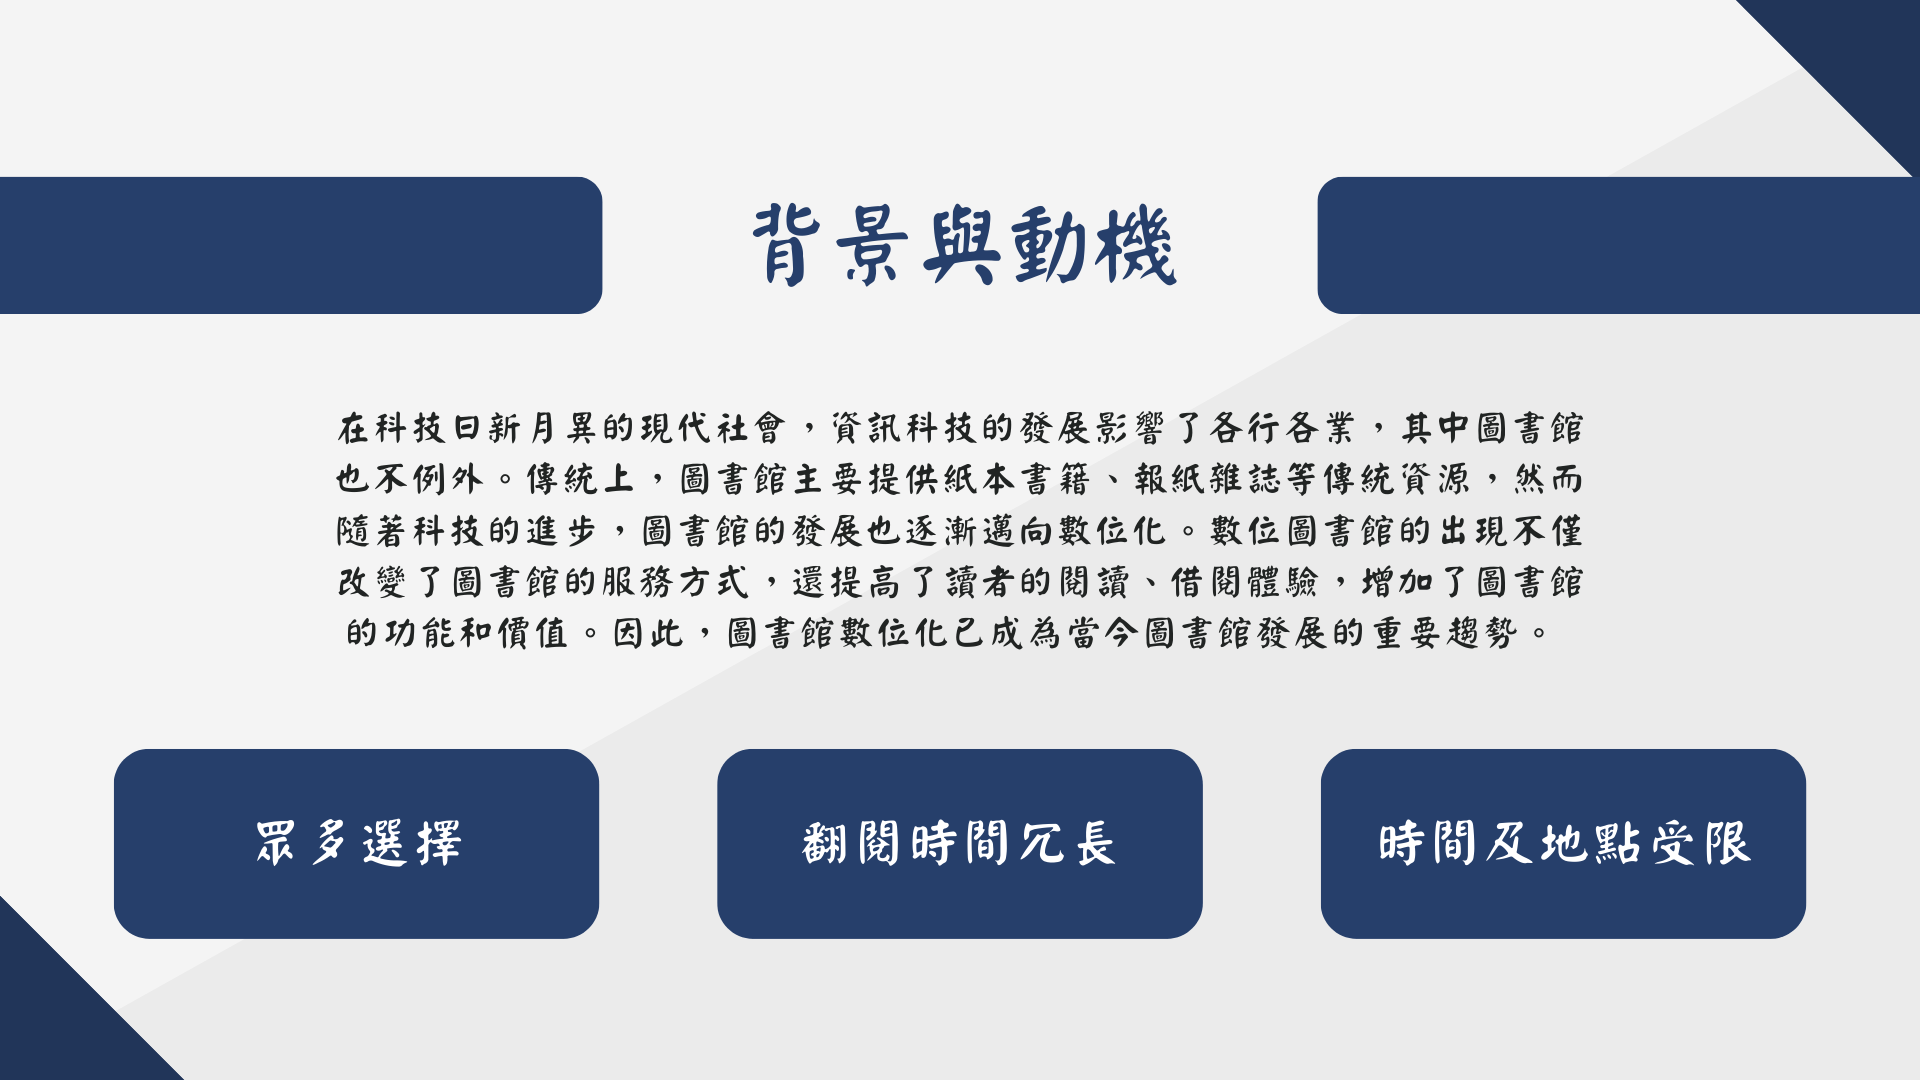 背景與動機
在科技日新月異的現代社會，資訊科技的發展影響了各行各業，其中圖書館
也不例外。傳統上，圖書館主要提供紙本書籍、報紙雜誌等傳統資源，然而
隨著科技的進步，圖書館的發展也逐漸邁向數位化。數位圖書館的出現不僅
改變了圖書館的服務方式，還提高了讀者的閱讀、借閱體驗，增加了圖書館
的功能和價值。因此，圖書館數位化已成為當今圖書館發展的重要趨勢。
眾多選擇
翻閱時間冗長
時間及地點受限